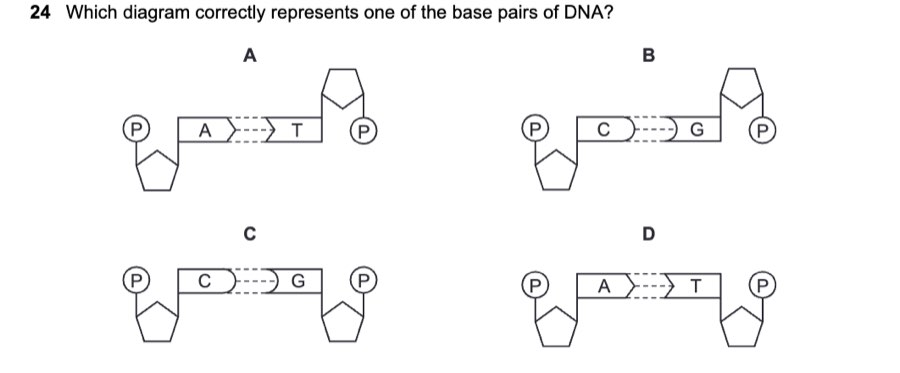 24 Which diagram correctly represents one of the base pairs of DNA?
A B
P A T P P C G P
C D
P C G P P A T P